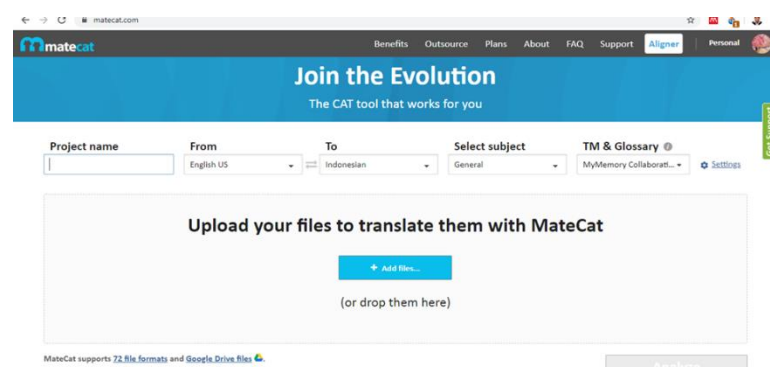 matecat.com
matecat Benefits Outsource Plans About FAQ Support Aligner Personal
Join the Evolution
The CAT tool that works for you
Get Support
Project name From To Select subject TM & Glossary
English US Indonesian General MyMemory Collaborati... Settings
Upload your files to translate them with MateCat
+ Add files...
(or drop them here)
MateCat supports 72 file formats and Google Drive files